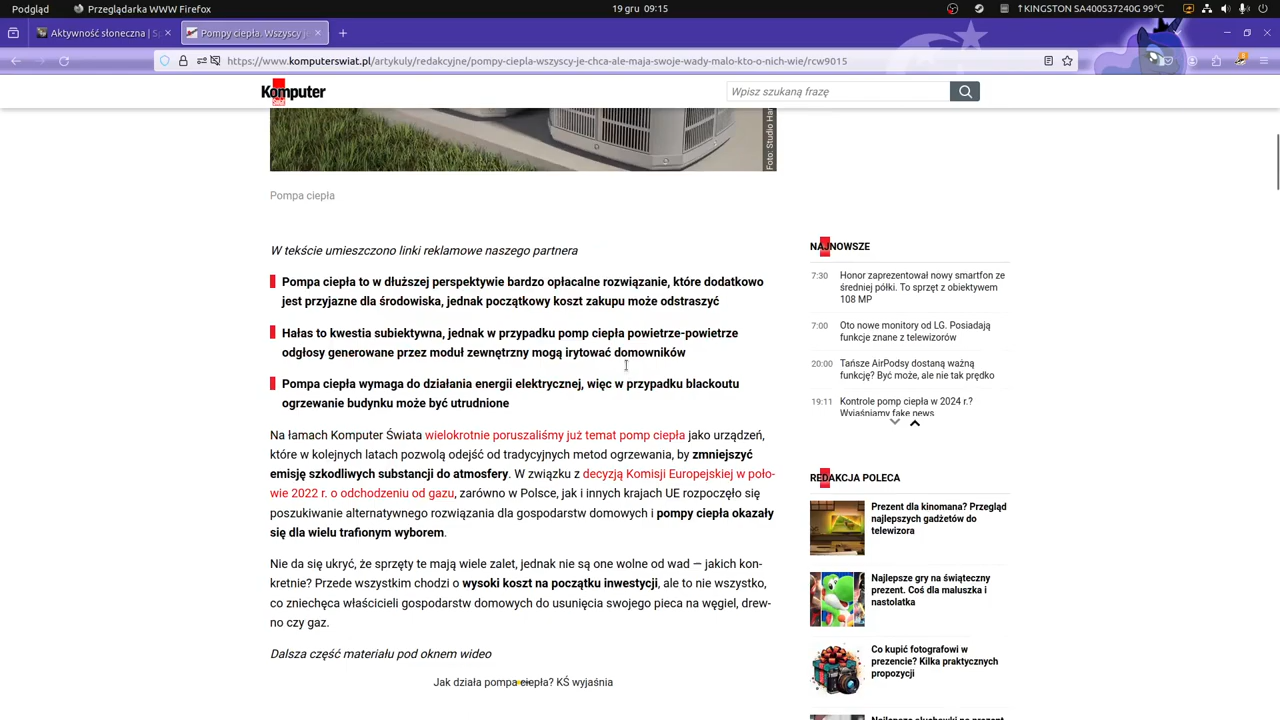 Podgląd
Przeglądarka WWW Firefox
19 gru 09:15
↑KINGSTON SA400S37240G 99°C
Aktywność słoneczna | S
Pompy ciepła. Wszyscy je
https://www.komputerswiat.pl/artykuly/redakcyjne/pompy-ciepla-wszyscy-je-chca-ale-maja-swoje-wady-malo-kto-o-nich-wie/rcw9015
Komputer
Świat
Wpisz szukaną frazę
Foto: Studio Har
Pompa ciepła
W tekście umieszczono linki reklamowe naszego partnera
Pompa ciepła to w dłuższej perspektywie bardzo opłacalne rozwiązanie, które dodatkowo
jest przyjazne dla środowiska, jednak początkowy koszt zakupu może odstraszyć
Hałas to kwestia subiektywna, jednak w przypadku pomp ciepła powietrze-powietrze
odgłosy generowane przez moduł zewnętrzny mogą irytować domowników
Pompa ciepła wymaga do działania energii elektrycznej, więc w przypadku blackoutu
ogrzewanie budynku może być utrudnione
Na łamach Komputer Świata wielokrotnie poruszaliśmy już temat pomp ciepła jako urządzeń,
które w kolejnych latach pozwolą odejść od tradycyjnych metod ogrzewania, by zmniejszyć
emisję szkodliwych substancji do atmosfery. W związku z decyzją Komisji Europejskiej w poło-
wie 2022 r. o odchodzeniu od gazu, zarówno w Polsce, jak i innych krajach UE rozpoczęło się
poszukiwanie alternatywnego rozwiązania dla gospodarstw domowych i pompy ciepła okazały
się dla wielu trafionym wyborem.
Nie da się ukryć, że sprzęty te mają wiele zalet, jednak nie są one wolne od wad — jakich kon-
kretnie? Przede wszystkim chodzi o wysoki koszt na początku inwestycji, ale to nie wszystko,
co zniechęca właścicieli gospodarstw domowych do usunięcia swojego pieca na węgiel, drew-
no czy gaz.
Dalsza część materiału pod oknem wideo
Jak działa pompa ciepła? KŚ wyjaśnia
NAJNOWSZE
7:30
Honor zaprezentował nowy smartfon ze
średniej półki. To sprzęt z obiektywem
108 MP
7:00
Oto nowe monitory od LG. Posiadają
funkcje znane z telewizorów
20:00
Tańsze AirPodsy dostaną ważną
funkcję? Być może, ale nie tak prędko
19:11
Kontrole pomp ciepła w 2024 r.?
Wyjaśniamy fake news
REDAKCJA POLECA
Prezent dla kinomana? Przegląd
najlepszych gadżetów do
telewizora
Najlepsze gry na świąteczny
prezent. Coś dla maluszka i
nastolatka
Co kupić fotografowi w
prezencie? Kilka praktycznych
propozycji
Najlepsze słuchawki na prezent